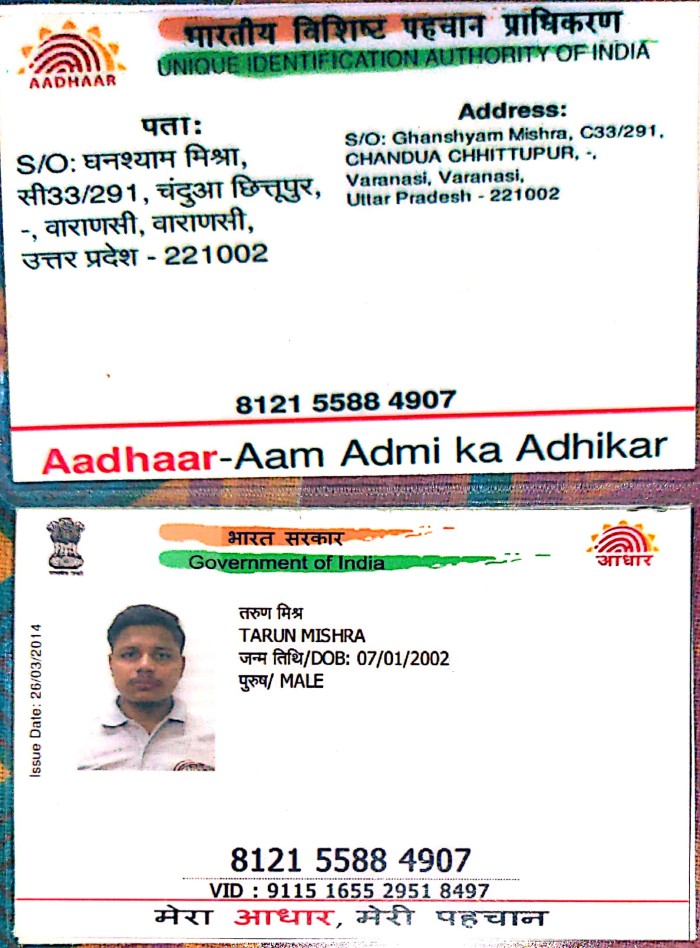 भारतीय विशिष्ट पहचान प्राधिकरण
UNIQUE IDENTIFICATION AUTHORITY OF INDIA
AADHAAR
पता:
S/O: घनश्याम मिश्रा,
सी33/291, चंदुआ छित्तूपुर,
-, वाराणसी, वाराणसी,
उत्तर प्रदेश - 221002
Address:
S/O: Ghanshyam Mishra, C33/291,
CHANDUA CHHITTUPUR, -,
Varanasi, Varanasi,
Uttar Pradesh - 221002
8121 5588 4907
Aadhaar-Aam Admi ka Adhikar
भारत सरकार
Government of India
आधार
Issue Date: 26/03/2014
तरुण मिश्र
TARUN MISHRA
जन्म तिथि/DOB: 07/01/2002
पुरुष/ MALE
8121 5588 4907
VID : 9115 1655 2951 8497
मेरा आधार, मेरी पहचान